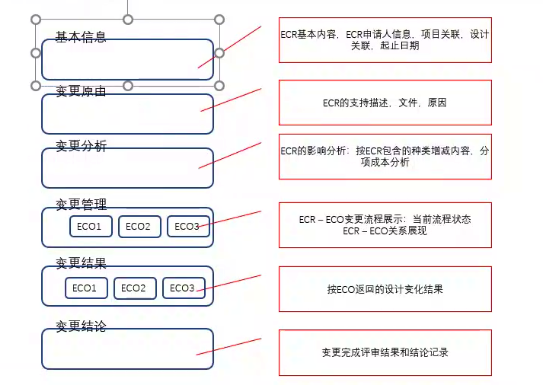 基本信息
ECR基本内容、ECR申请人信息、项目关联、设计
关联、起止日期
变更原由
ECR的支持描述、文件、原因
变更分析
ECR的影响分析：按ECR包含的种类增减内容、分
项成本分析
变更管理
ECO1
ECO2
ECO3
ECR – ECO变更流程展示：当前流程状态
ECR – ECO关系展现
变更结果
ECO1
ECO2
ECO3
按ECO返回的设计变化结果
变更结论
变更完成评审结果和结论记录